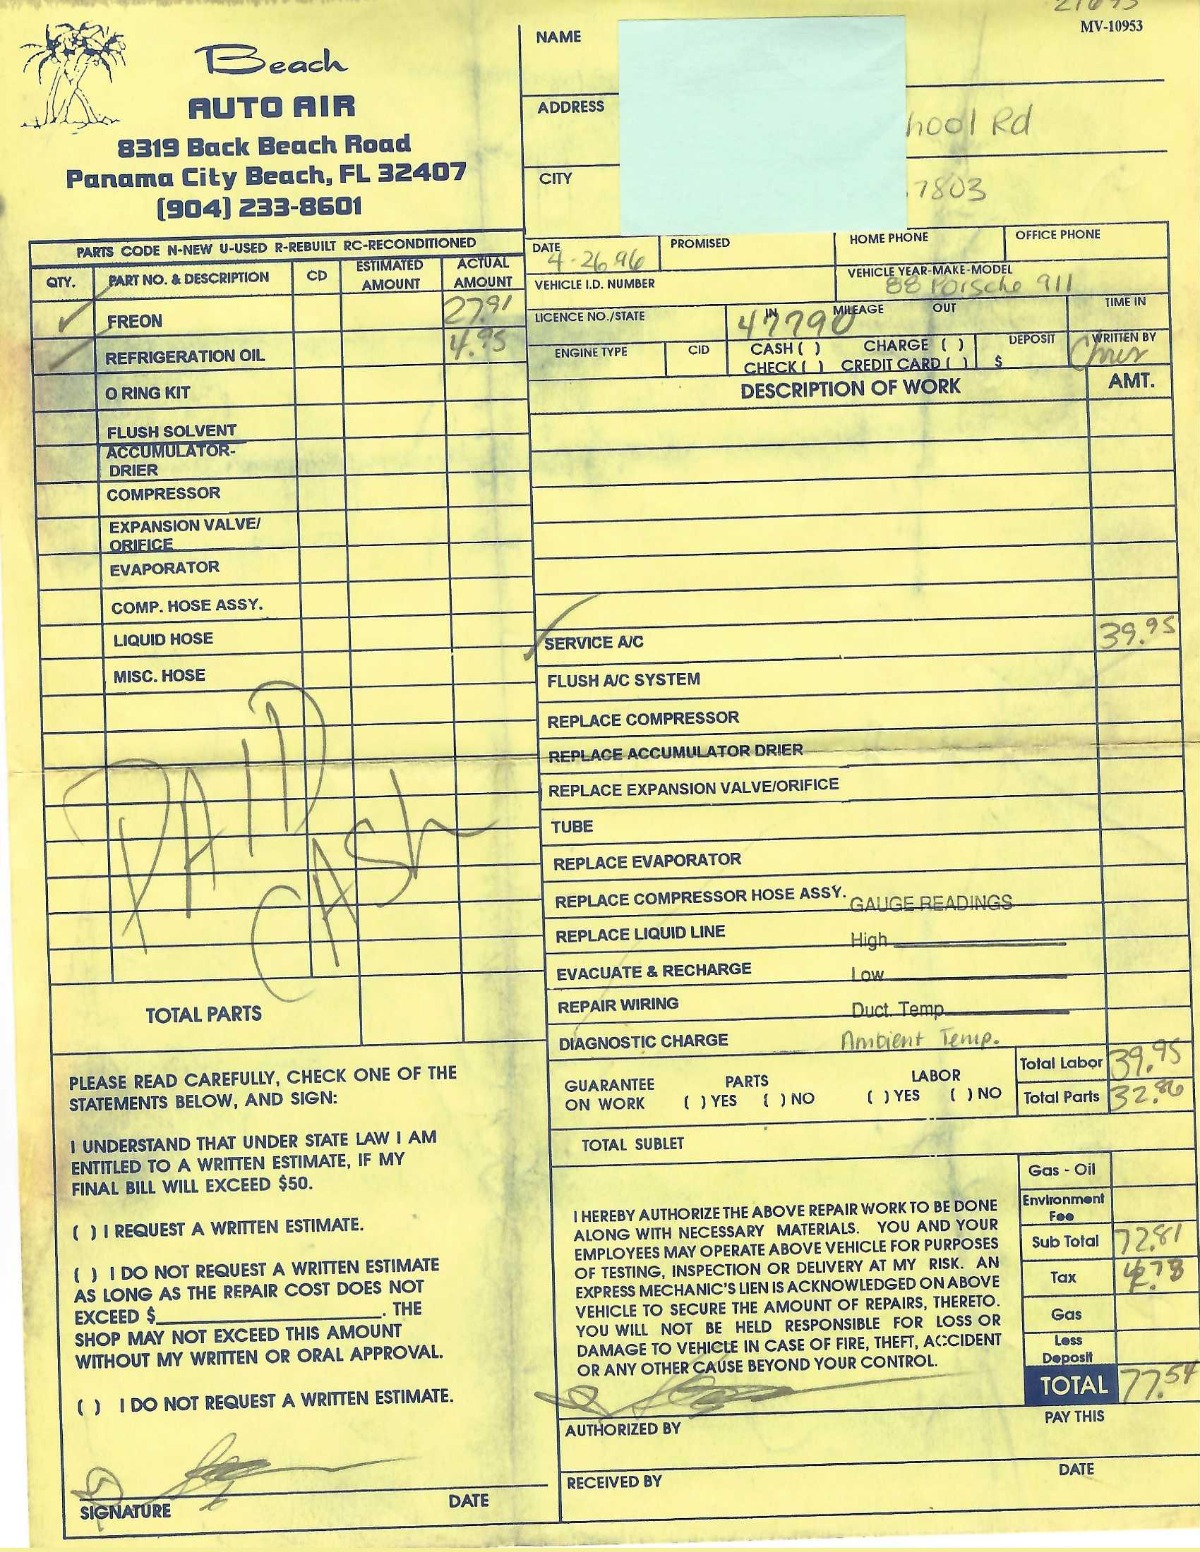 MV-10953
Beach
AUTO AIR
8319 Back Beach Road
Panama City Beach, FL 32407
(904) 233-8601
NAME
ADDRESS
hool Rd
CITY
7803
PARTS CODE N-NEW U-USED R-REBUILT RC-RECONDITIONED
QTY. PART NO. & DESCRIPTION CD ESTIMATED AMOUNT ACTUAL AMOUNT
FREON 27.91
REFRIGERATION OIL 4.95
O RING KIT
FLUSH SOLVENT
ACCUMULATOR-
DRIER
COMPRESSOR
EXPANSION VALVE/
ORIFICE
EVAPORATOR
COMP. HOSE ASSY.
LIQUID HOSE
MISC. HOSE
PAID
CASH
TOTAL PARTS
DATE 4-26 96 PROMISED HOME PHONE OFFICE PHONE
VEHICLE I.D. NUMBER VEHICLE YEAR-MAKE-MODEL
88 Porsche 911
LICENCE NO./STATE IN MILEAGE OUT TIME IN
47790
ENGINE TYPE CID CASH ( ) CHARGE ( ) DEPOSIT WRITTEN BY
CHECK ( ) CREDIT CARD ( ) $ Chris
DESCRIPTION OF WORK AMT.
SERVICE A/C 39.95
FLUSH A/C SYSTEM
REPLACE COMPRESSOR
REPLACE ACCUMULATOR DRIER
REPLACE EXPANSION VALVE/ORIFICE
TUBE
REPLACE EVAPORATOR
REPLACE COMPRESSOR HOSE ASSY. GAUGE READINGS
REPLACE LIQUID LINE High
EVACUATE & RECHARGE Low
REPAIR WIRING Duct. Temp.
DIAGNOSTIC CHARGE Ambient Temp.
GUARANTEE ON WORK PARTS ( ) YES ( ) NO LABOR ( ) YES ( ) NO
Total Labor 39.95
Total Parts 32.86
TOTAL SUBLET
Gas - Oil
Environment Fee
Sub Total 72.81
Tax 4.73
Gas
Less Deposit
TOTAL 77.54
PAY THIS
PLEASE READ CAREFULLY, CHECK ONE OF THE
STATEMENTS BELOW, AND SIGN:
I UNDERSTAND THAT UNDER STATE LAW I AM
ENTITLED TO A WRITTEN ESTIMATE, IF MY
FINAL BILL WILL EXCEED $50.
( ) I REQUEST A WRITTEN ESTIMATE.
( ) I DO NOT REQUEST A WRITTEN ESTIMATE
AS LONG AS THE REPAIR COST DOES NOT
EXCEED $ . THE
SHOP MAY NOT EXCEED THIS AMOUNT
WITHOUT MY WRITTEN OR ORAL APPROVAL.
( ) I DO NOT REQUEST A WRITTEN ESTIMATE.
SIGNATURE DATE
I HEREBY AUTHORIZE THE ABOVE REPAIR WORK TO BE DONE
ALONG WITH NECESSARY MATERIALS. YOU AND YOUR
EMPLOYEES MAY OPERATE ABOVE VEHICLE FOR PURPOSES
OF TESTING, INSPECTION OR DELIVERY AT MY RISK. AN
EXPRESS MECHANIC'S LIEN IS ACKNOWLEDGED ON ABOVE
VEHICLE TO SECURE THE AMOUNT OF REPAIRS, THERETO.
YOU WILL NOT BE HELD RESPONSIBLE FOR LOSS OR
DAMAGE TO VEHICLE IN CASE OF FIRE, THEFT, ACCIDENT
OR ANY OTHER CAUSE BEYOND YOUR CONTROL.
AUTHORIZED BY
RECEIVED BY DATE